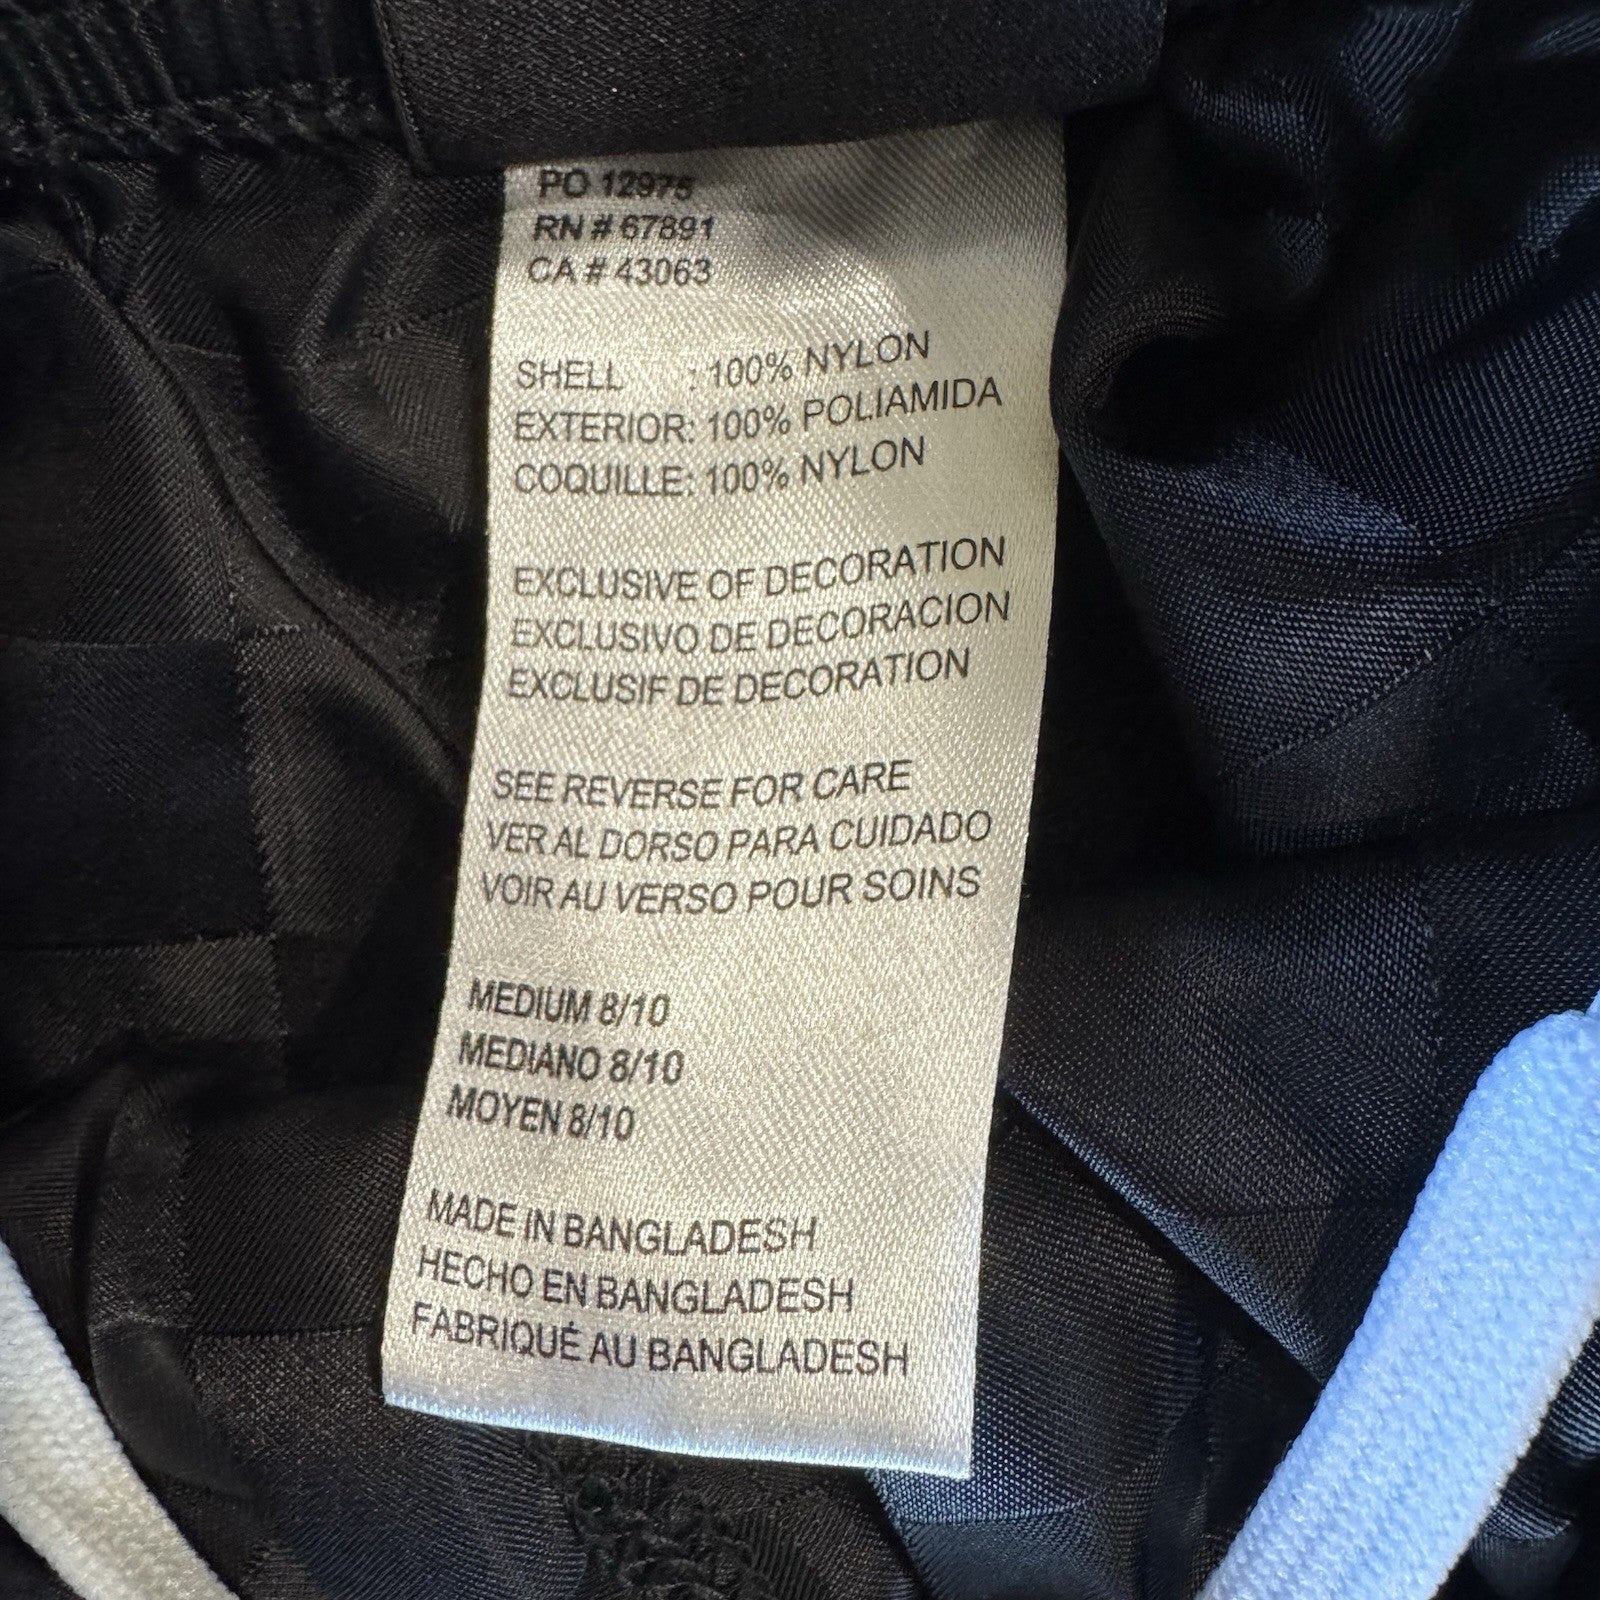 PO 12975
RN # 67891
CA # 43063
SHELL : 100% NYLON
EXTERIOR: 100% POLIAMIDA
COQUILLE: 100% NYLON
EXCLUSIVE OF DECORATION
EXCLUSIVO DE DECORACION
EXCLUSIF DE DECORATION
SEE REVERSE FOR CARE
VER AL DORSO PARA CUIDADO
VOIR AU VERSO POUR SOINS
MEDIUM 8/10
MEDIANO 8/10
MOYEN 8/10
MADE IN BANGLADESH
HECHO EN BANGLADESH
FABRIQUÉ AU BANGLADESH